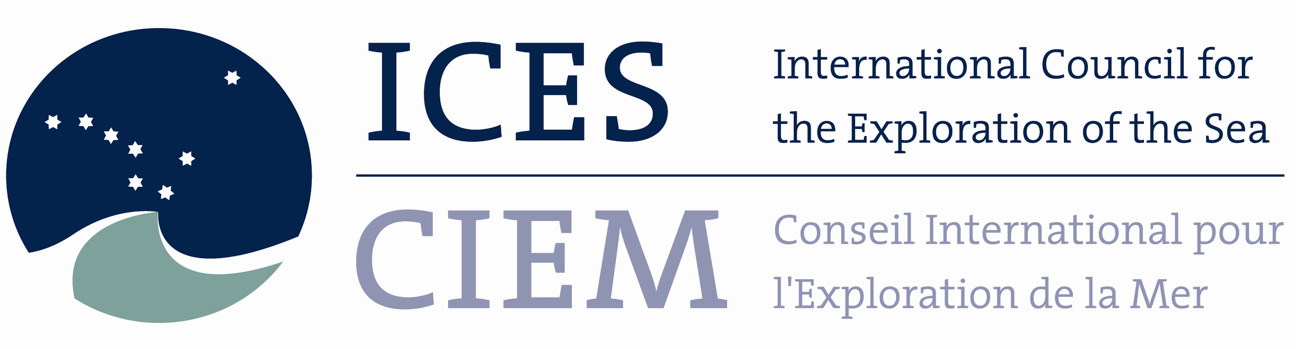 ICES
International Council for
the Exploration of the Sea
CIEM
Conseil International pour
l'Exploration de la Mer